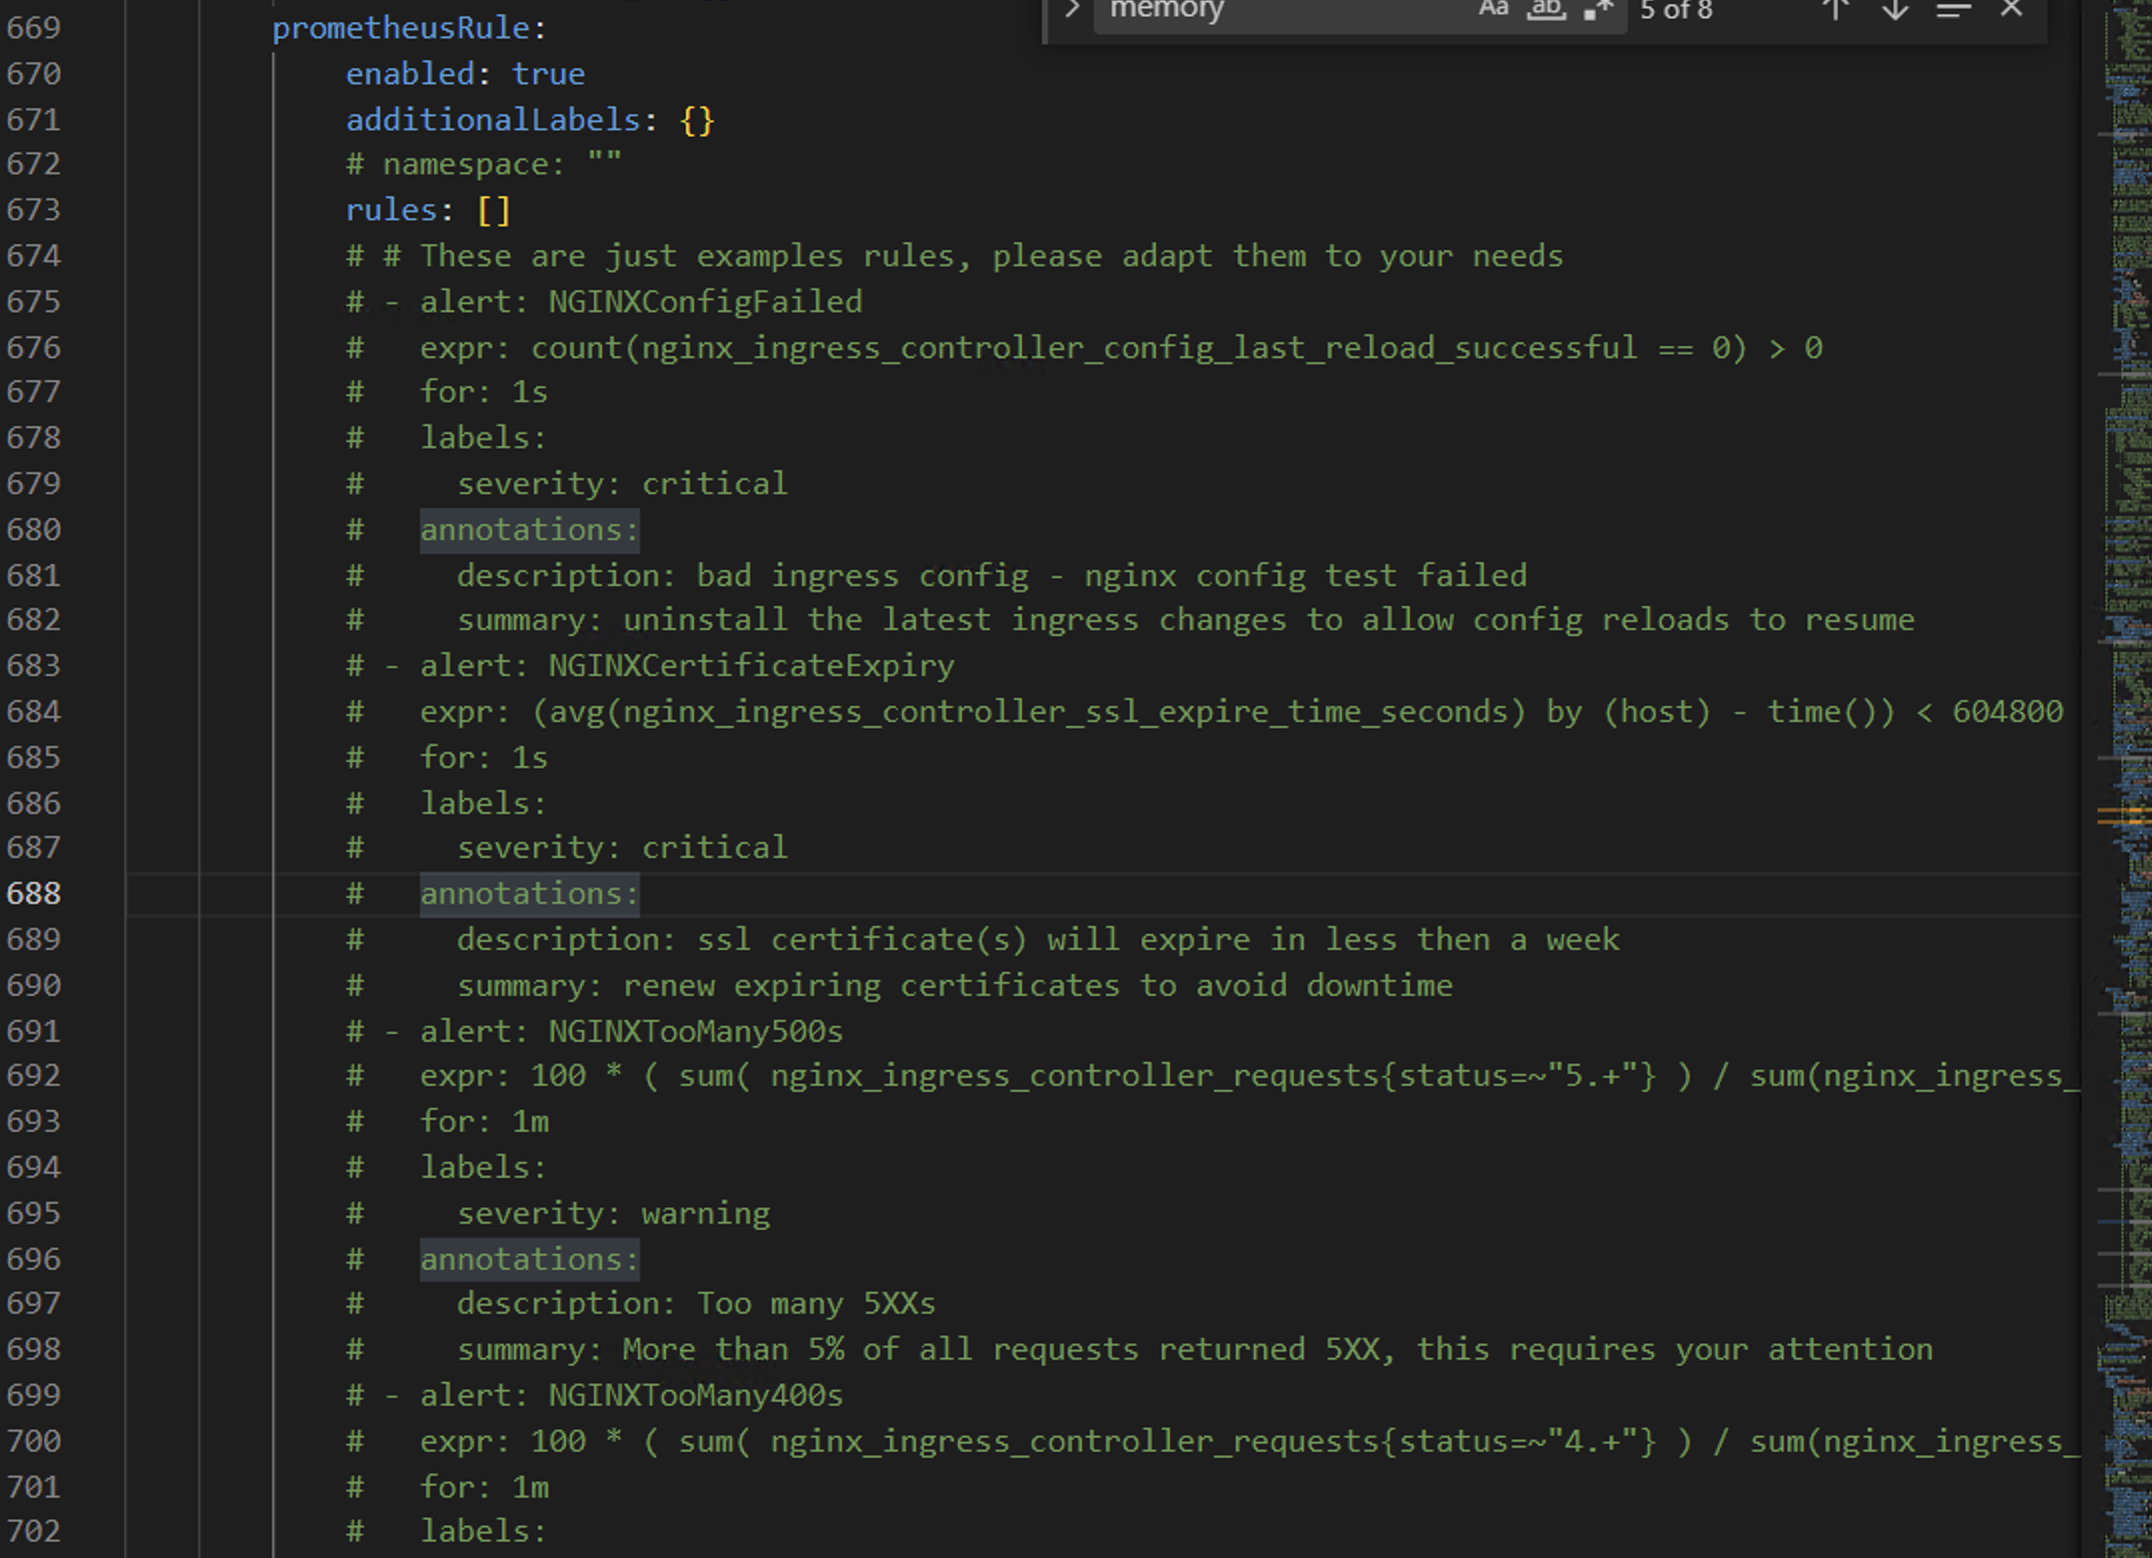 memory Aa ab 5 of 8
669 prometheusRule:
670 enabled: true
671 additionalLabels: {}
672 # namespace: ""
673 rules: []
674 # # These are just examples rules, please adapt them to your needs
675 # - alert: NGINXConfigFailed
676 # expr: count(nginx_ingress_controller_config_last_reload_successful == 0) > 0
677 # for: 1s
678 # labels:
679 # severity: critical
680 # annotations:
681 # description: bad ingress config - nginx config test failed
682 # summary: uninstall the latest ingress changes to allow config reloads to resume
683 # - alert: NGINXCertificateExpiry
684 # expr: (avg(nginx_ingress_controller_ssl_expire_time_seconds) by (host) - time()) < 604800
685 # for: 1s
686 # labels:
687 # severity: critical
688 # annotations:
689 # description: ssl certificate(s) will expire in less then a week
690 # summary: renew expiring certificates to avoid downtime
691 # - alert: NGINXTooMany500s
692 # expr: 100 * ( sum( nginx_ingress_controller_requests{status=~"5.+"} ) / sum(nginx_ingress_
693 # for: 1m
694 # labels:
695 # severity: warning
696 # annotations:
697 # description: Too many 5XXs
698 # summary: More than 5% of all requests returned 5XX, this requires your attention
699 # - alert: NGINXTooMany400s
700 # expr: 100 * ( sum( nginx_ingress_controller_requests{status=~"4.+"} ) / sum(nginx_ingress_
701 # for: 1m
702 # labels: